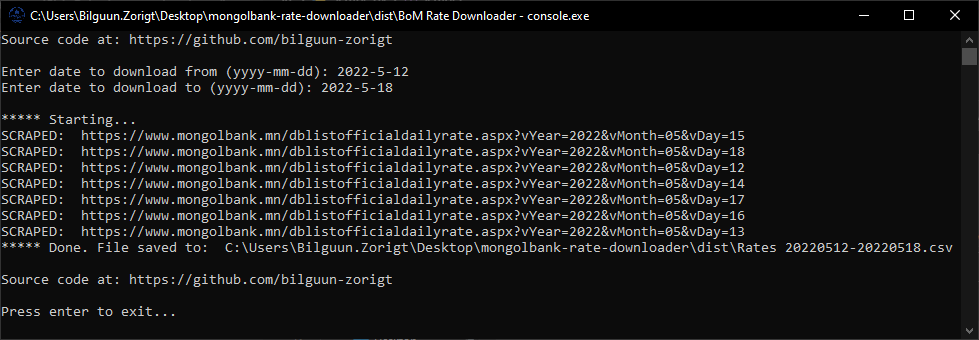 C:\Users\Bilguun.Zorigt\Desktop\mongolbank-rate-downloader\dist\BoM Rate Downloader - console.exe
Source code at: https://github.com/bilguun-zorigt
Enter date to download from (yyyy-mm-dd): 2022-5-12
Enter date to download to (yyyy-mm-dd): 2022-5-18
***** Starting...
SCRAPED:  https://www.mongolbank.mn/dblistofficialdailyrate.aspx?vYear=2022&vMonth=05&vDay=15
SCRAPED:  https://www.mongolbank.mn/dblistofficialdailyrate.aspx?vYear=2022&vMonth=05&vDay=18
SCRAPED:  https://www.mongolbank.mn/dblistofficialdailyrate.aspx?vYear=2022&vMonth=05&vDay=12
SCRAPED:  https://www.mongolbank.mn/dblistofficialdailyrate.aspx?vYear=2022&vMonth=05&vDay=14
SCRAPED:  https://www.mongolbank.mn/dblistofficialdailyrate.aspx?vYear=2022&vMonth=05&vDay=17
SCRAPED:  https://www.mongolbank.mn/dblistofficialdailyrate.aspx?vYear=2022&vMonth=05&vDay=16
SCRAPED:  https://www.mongolbank.mn/dblistofficialdailyrate.aspx?vYear=2022&vMonth=05&vDay=13
***** Done. File saved to:  C:\Users\Bilguun.Zorigt\Desktop\mongolbank-rate-downloader\dist\Rates 20220512-20220518.csv
Source code at: https://github.com/bilguun-zorigt
Press enter to exit...